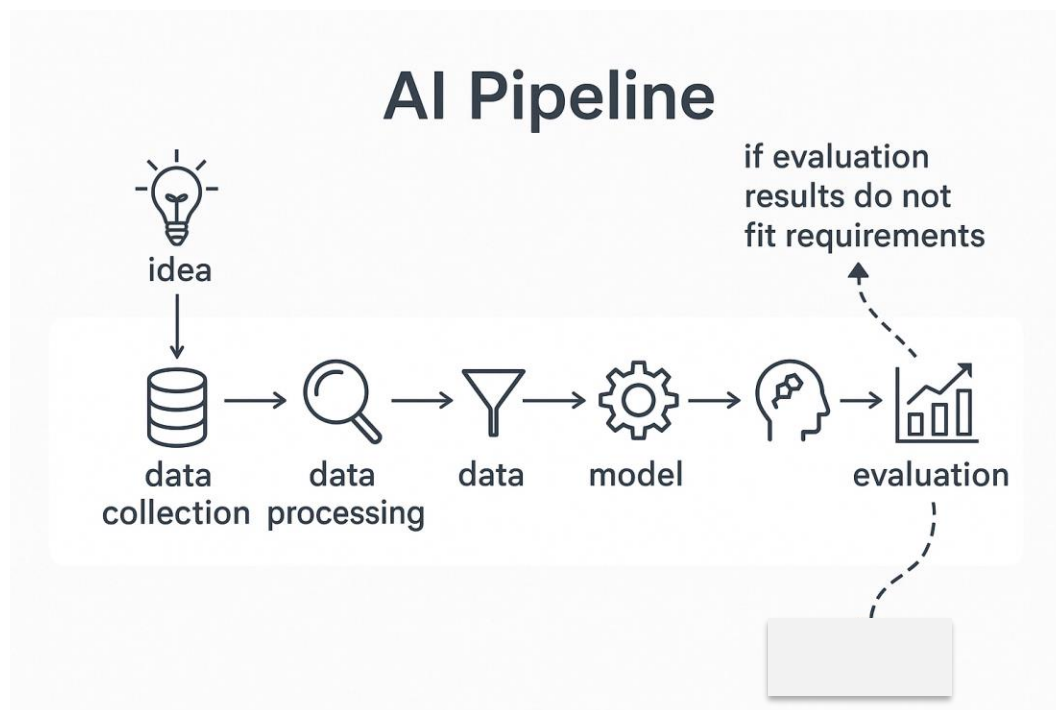 AI Pipeline
if evaluation
results do not
fit requirements
idea
data
collection
data
processing
data
model
evaluation